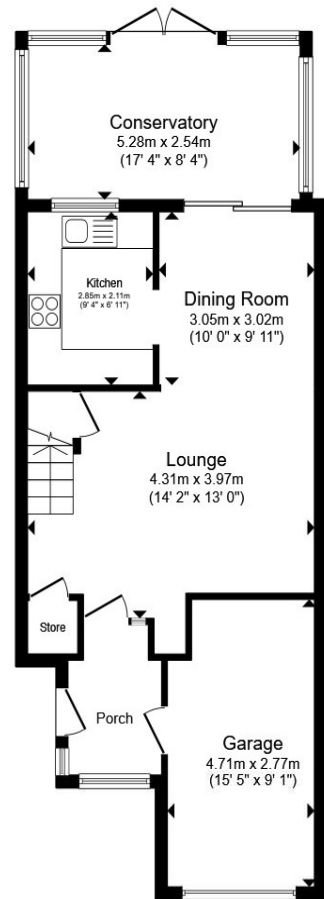 Conservatory
5.28m x 2.54m
(17' 4" x 8' 4")
Kitchen
2.85m x 2.11m
(9' 4" x 6' 11")
Dining Room
3.05m x 3.02m
(10' 0" x 9' 11")
Lounge
4.31m x 3.97m
(14' 2" x 13' 0")
Store
Porch
Garage
4.71m x 2.77m
(15' 5" x 9' 1")